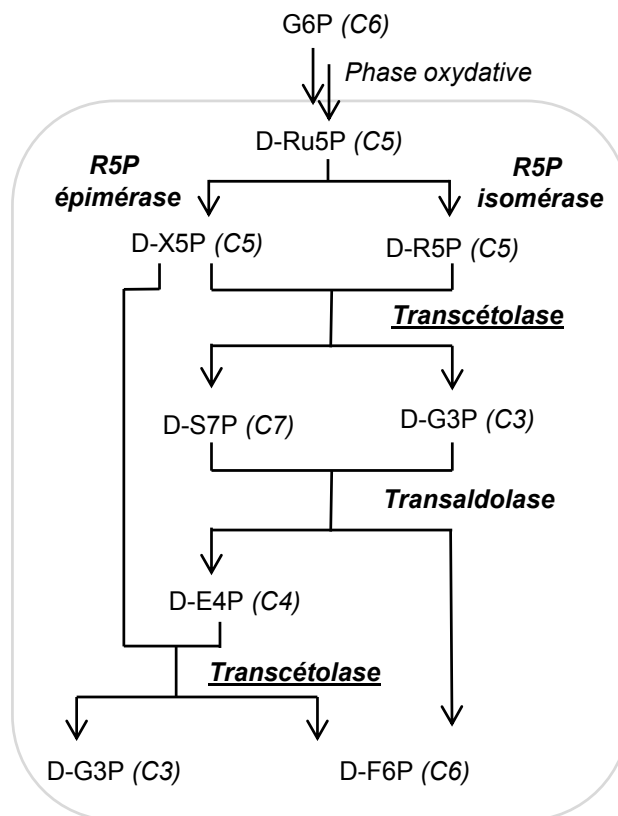 G6P (C6)
Phase oxydative
D-Ru5P (C5)
R5P
épimérase
R5P
isomérase
D-X5P (C5)
D-R5P (C5)
Transcétolase
D-S7P (C7)
D-G3P (C3)
Transaldolase
D-E4P (C4)
Transcétolase
D-G3P (C3)
D-F6P (C6)